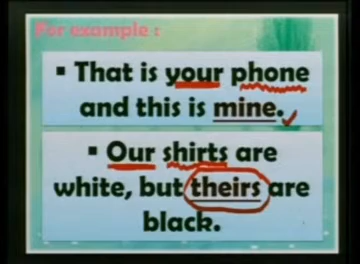 For example :
▪ That is your phone
and this is mine.
▪ Our shirts are
white, but theirs are
black.